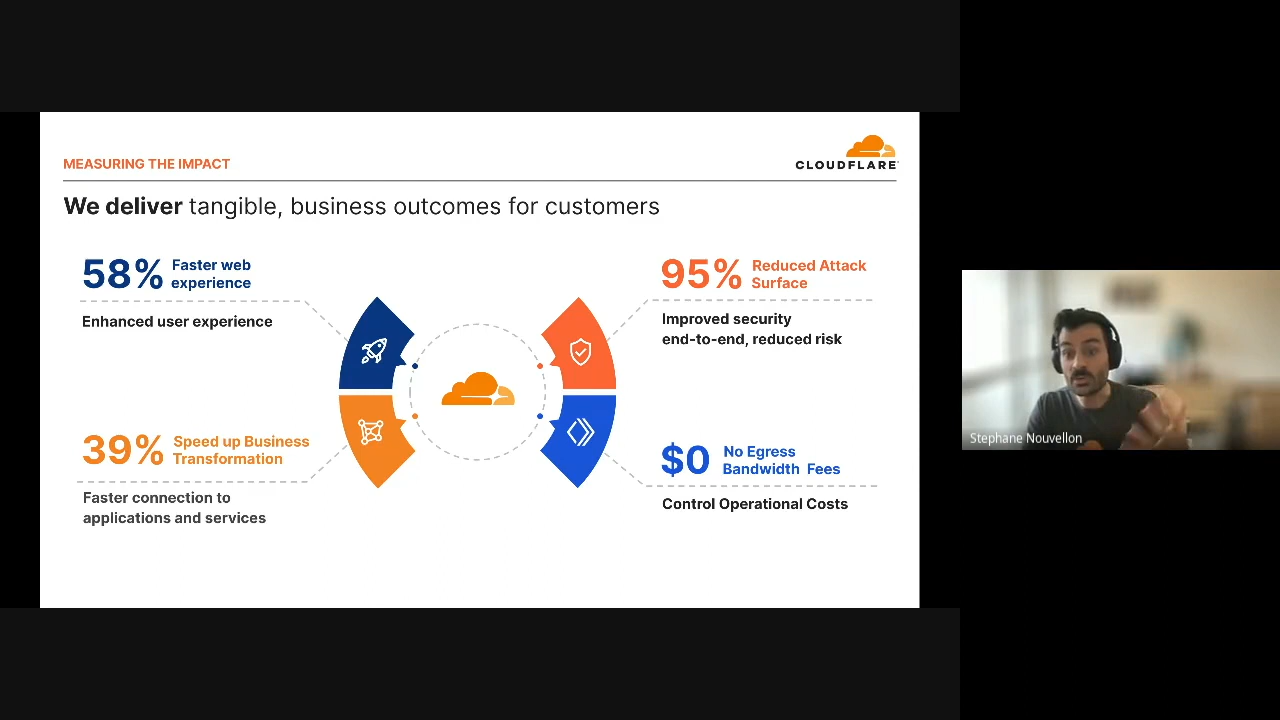 MEASURING THE IMPACT
CLOUDFLARE
We deliver tangible, business outcomes for customers
58% Faster web
experience
Enhanced user experience
39% Speed up Business
Transformation
Faster connection to
applications and services
95% Reduced Attack
Surface
Improved security
end-to-end, reduced risk
$0 No Egress
Bandwidth Fees
Control Operational Costs
Stephane Nouvellon